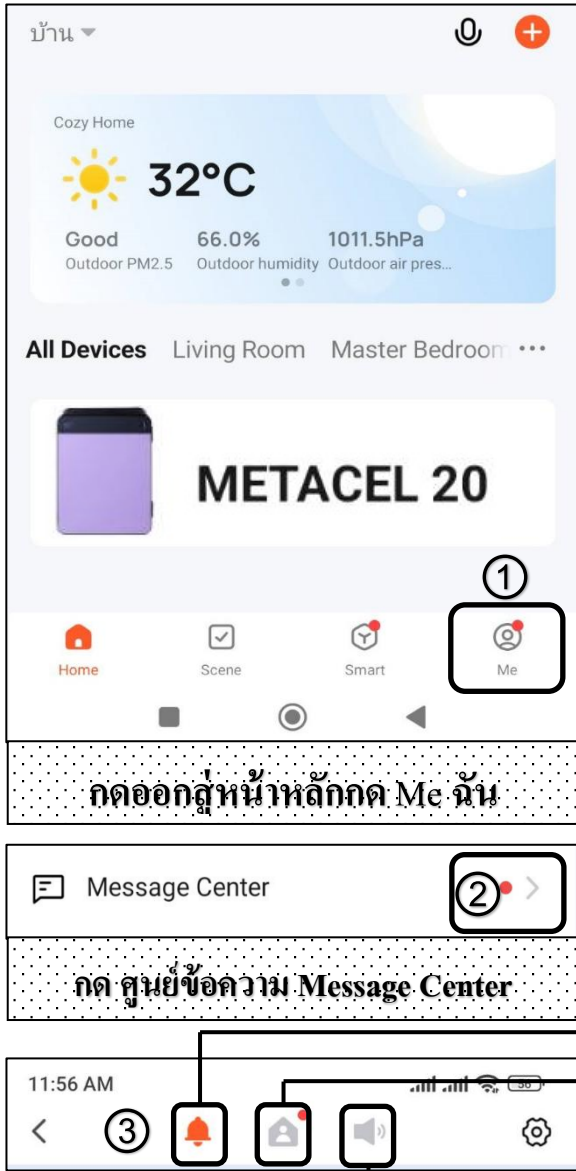 บ้าน
Cozy Home
32°C
Good 66.0% 1011.5hPa
Outdoor PM2.5 Outdoor humidity Outdoor air pres...
All Devices Living Room Master Bedroom ...
METACEL 20
1
Home Scene Smart Me
กดออกสู่หน้าหลักกด Me ฉัน
Message Center 2
กด ศูนย์ข้อความ Message Center
11:56 AM 56
3